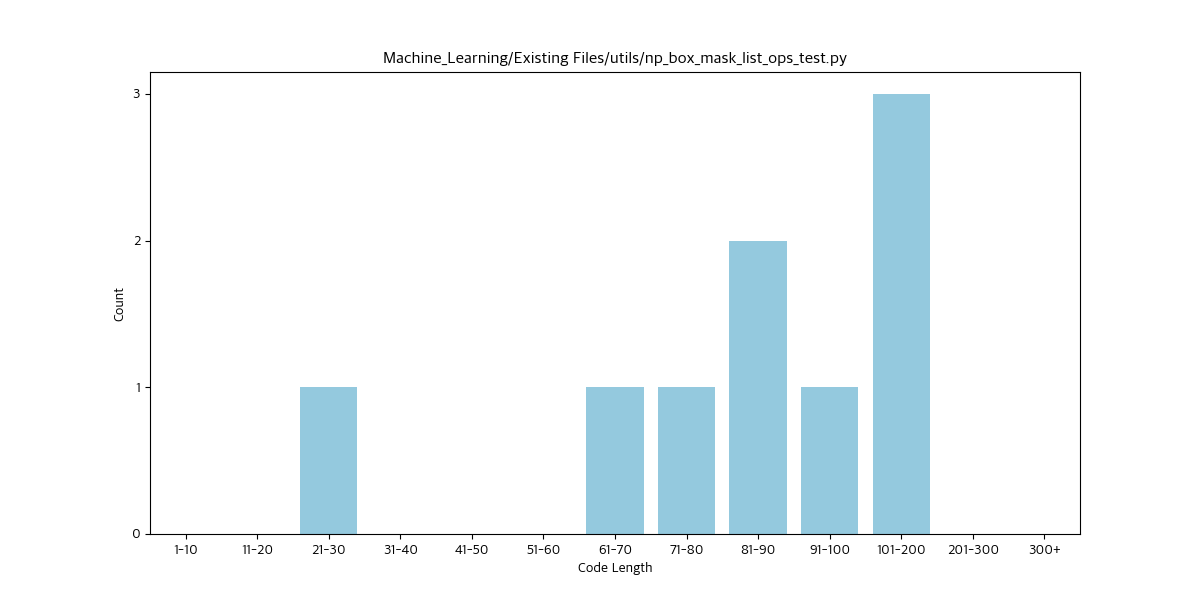 Machine_Learning/Existing Files/utils/np_box_mask_list_ops_test.py
3
2
1
0
Count
1-10 11-20 21-30 31-40 41-50 51-60 61-70 71-80 81-90 91-100 101-200 201-300 300+
Code Length